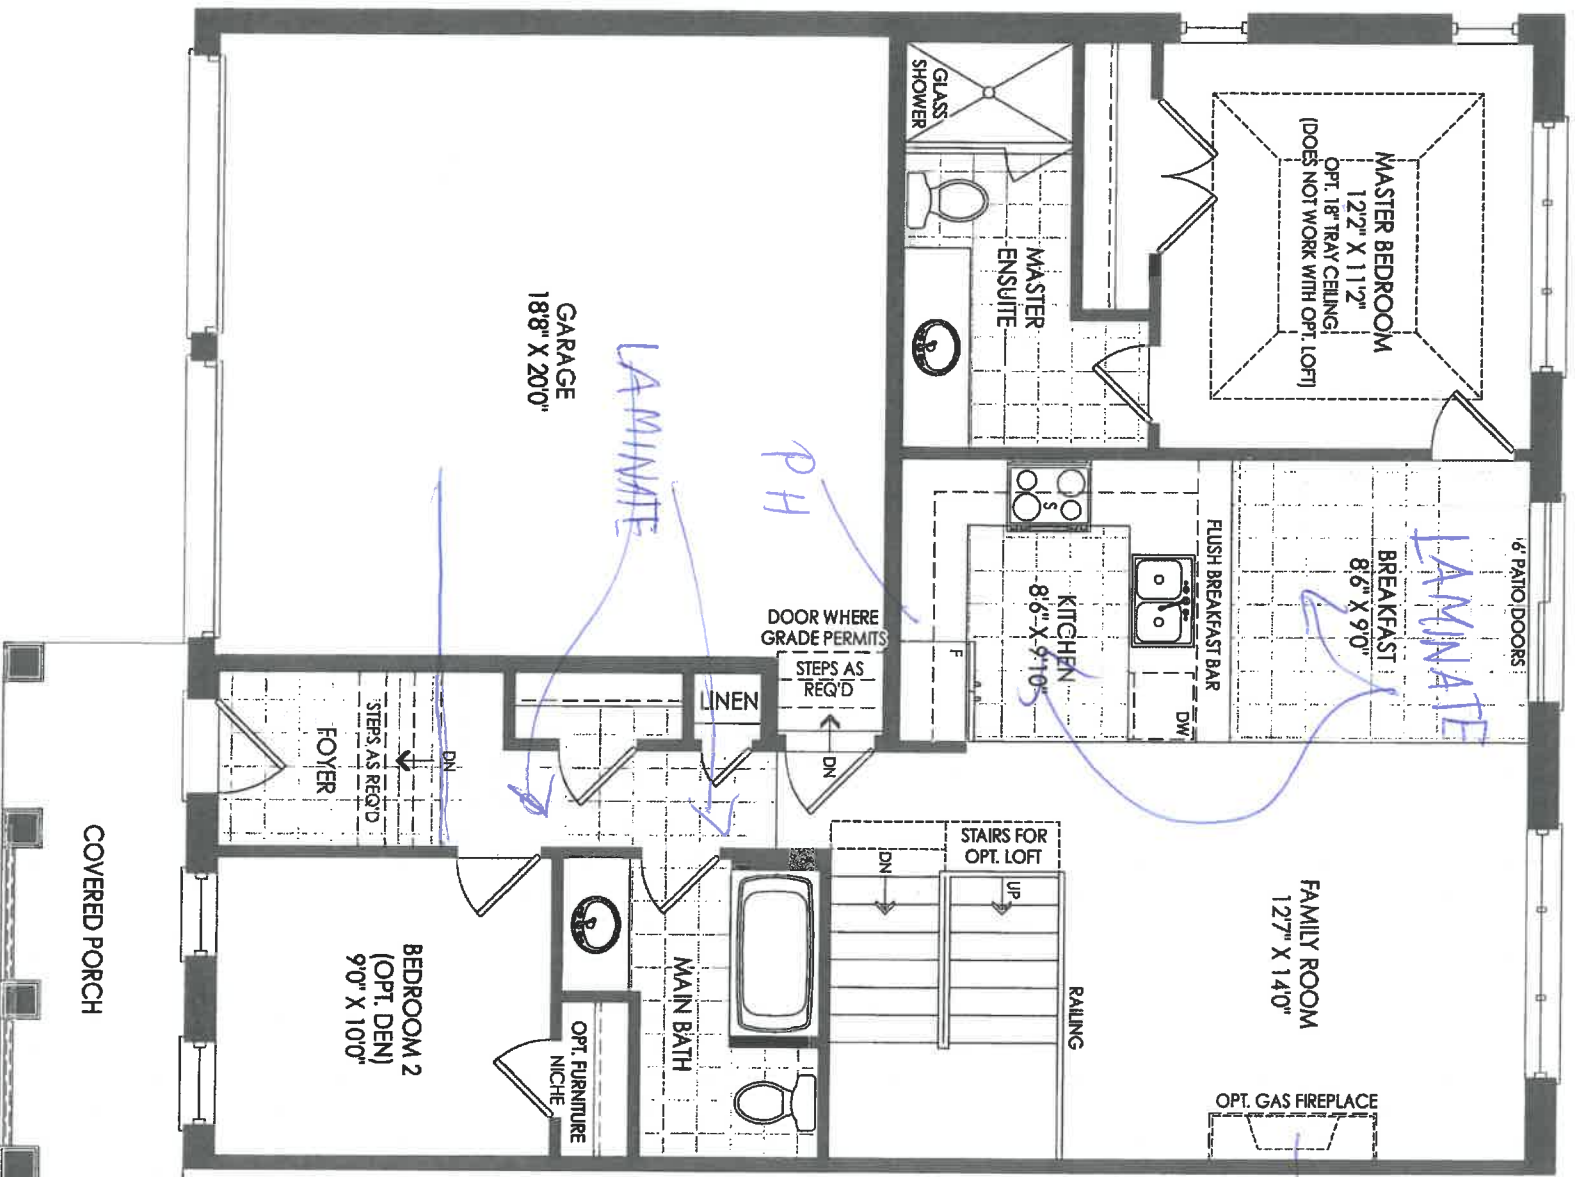 MASTER BEDROOM
12'2" X 11'2"
OPT. 18" TRAY CEILING
(DOES NOT WORK WITH OPT. LOFT)
GLASS
SHOWER
MASTER
ENSUITE
GARAGE
18'8" X 20'0"
LAMINATE
PH
6' PATIO DOORS
LAMINATE
BREAKFAST
8'6" X 9'0"
FLUSH BREAKFAST BAR
S
KITCHEN
8'6" X 9'10"
DW
F
DOOR WHERE
GRADE PERMITS
STEPS AS
REQ'D
DN
LINEN
DN
STEPS AS REQ'D
FOYER
STAIRS FOR
OPT. LOFT
DN
UP
RAILING
FAMILY ROOM
12'7" X 14'0"
OPT. GAS FIREPLACE
MAIN BATH
OPT. FURNITURE
NICHE
BEDROOM 2
(OPT. DEN)
9'0" X 10'0"
COVERED PORCH